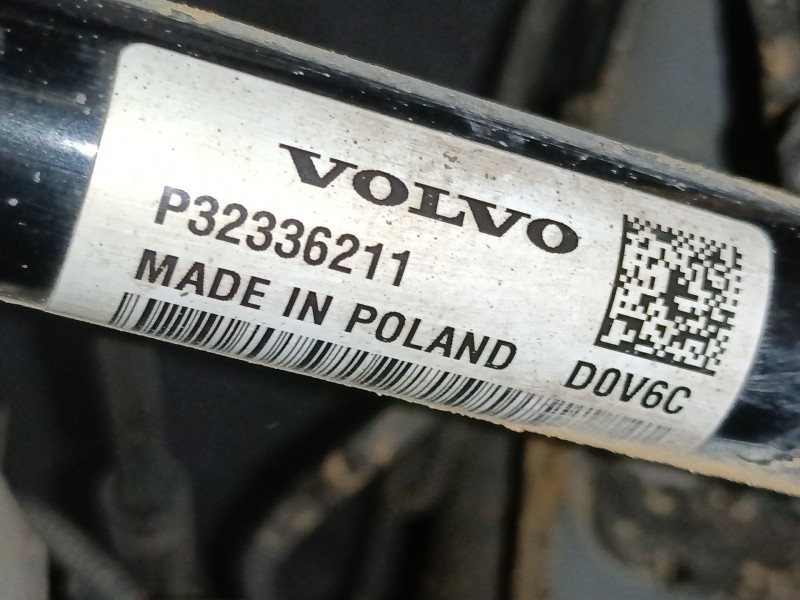 VOLVO
P32336211
MADE IN POLAND
D0V6C